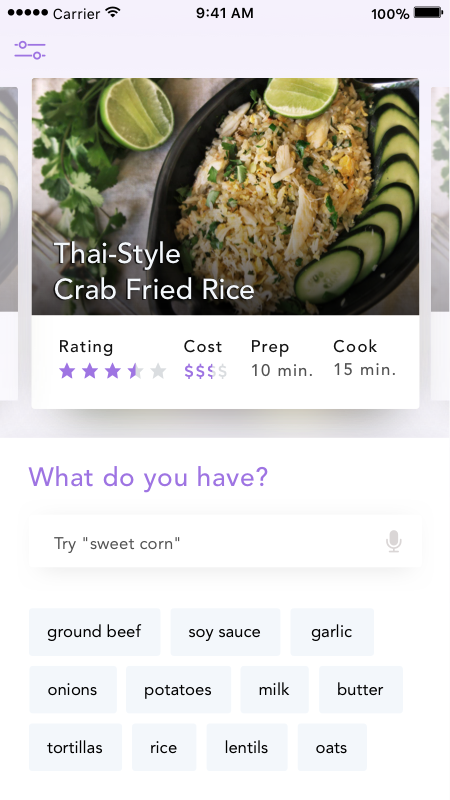 Carrier 9:41 AM 100%
Thai-Style
Crab Fried Rice
Rating Cost Prep Cook
$$$$ 10 min. 15 min.
What do you have?
Try "sweet corn"
ground beef soy sauce garlic
onions potatoes milk butter
tortillas rice lentils oats